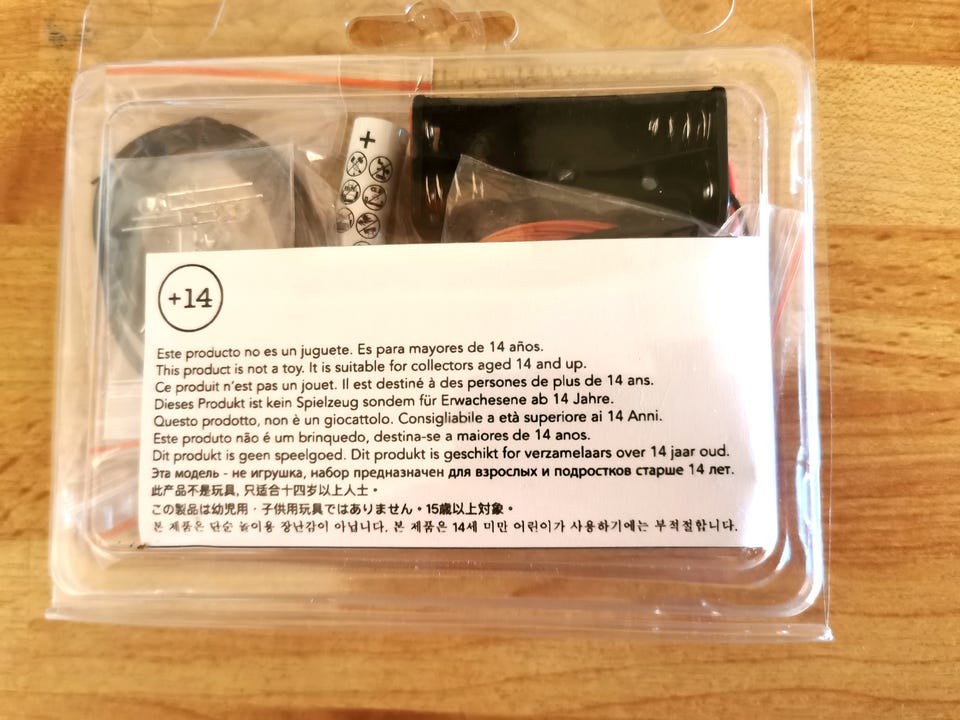 +
+14
Este producto no es un juguete. Es para mayores de 14 años.
This product is not a toy. It is suitable for collectors aged 14 and up.
Ce produit n'est pas un jouet. Il est destiné à des persones de plus de 14 ans.
Dieses Produkt ist kein Spielzeug sondem für Erwachesene ab 14 Jahre.
Questo prodotto, non è un giocattolo. Consigliabile a età superiore ai 14 Anni.
Este produto não é um brinquedo, destina-se a maiores de 14 anos.
Dit produkt is geen speelgoed. Dit produkt is geschikt for verzamelaars over 14 jaar oud.
Эта модель - не игрушка, набор предназначен для взрослых и подростков старше 14 лет.
此产品不是玩具, 只适合十四岁以上人士。
この製品は幼児用・子供用玩具ではありません。15歳以上対象。
본 제품은 단순 놀이용 장난감이 아닙니다. 본 제품은 14세 미만 어린이가 사용하기에는 부적절합니다.